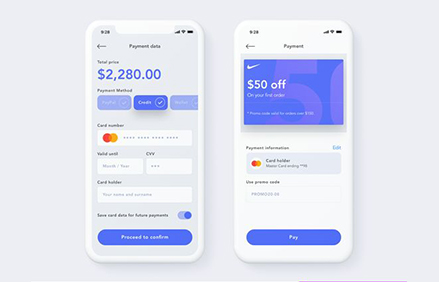 9:28
Payment data
Total price
$2,280.00
Payment Method
PayPal
Credit
Wallet
Card number
Valid until
CVV
Month / Year
Card holder
Your name and surname
Save card data for future payments
Proceed to confirm
9:28
Payment
$50 off
On your first order
* Promo code valid for orders over $150.
Payment information
Edit
Card holder
Master Card ending **98
Use promo code
PROMO20-08
Pay